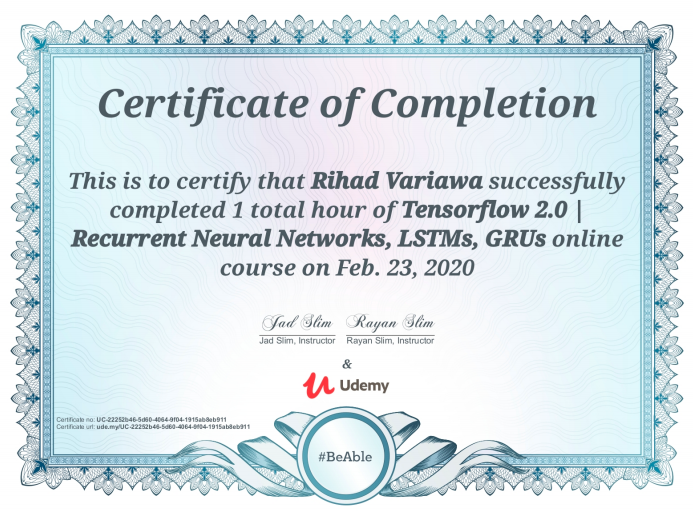 Certificate of Completion
This is to certify that Rihad Variawa successfully
completed 1 total hour of Tensorflow 2.0 |
Recurrent Neural Networks, LSTMs, GRUs online
course on Feb. 23, 2020
Jad Slim Rayan Slim
Jad Slim, Instructor Rayan Slim, Instructor
&
Udemy
Certificate no: UC-22252b46-5d60-4064-9f04-1915ab8eb911
Certificate url: ude.my/UC-22252b46-5d60-4064-9f04-1915ab8eb911
#BeAble